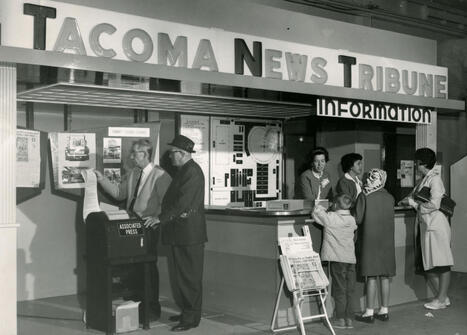 TACOMA NEWS TRIBUNE
INFORMATION
ASSOCIATED
PRESS